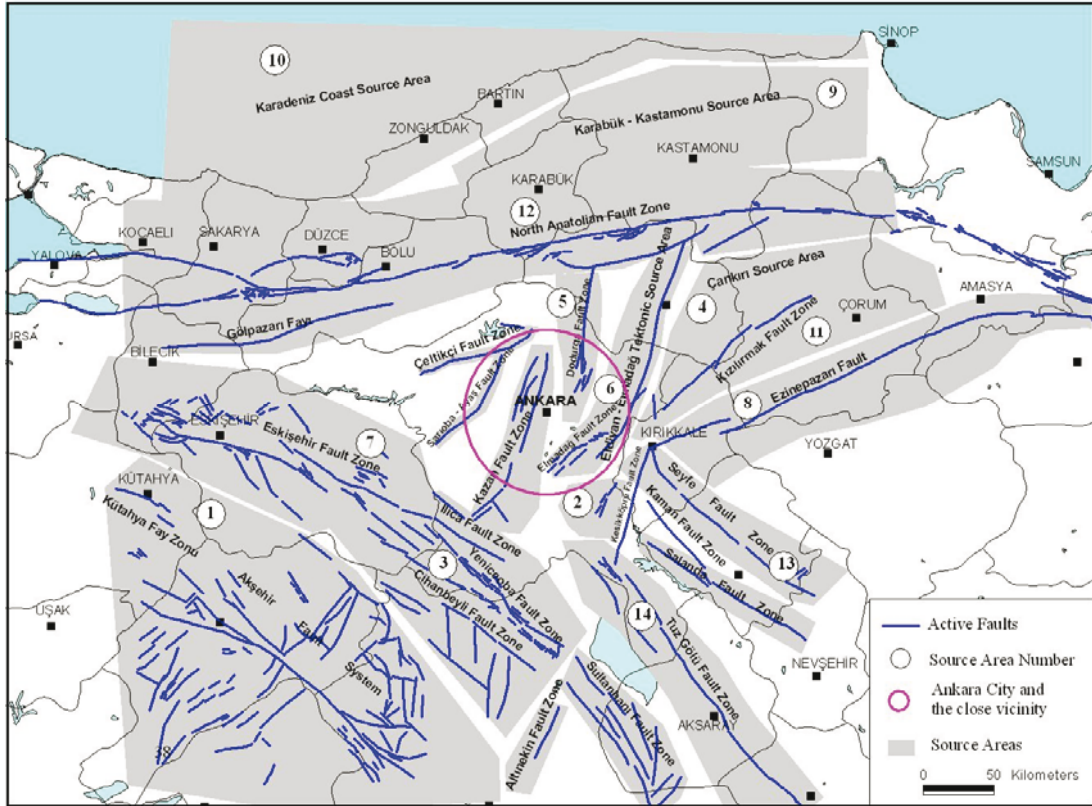 SİNOP
10
Karadeniz Coast Source Area
BARTIN
9
Karabük - Kastamonu Source Area
ZONGULDAK
KASTAMONU
SAMSUN
KARABÜK
12
North Anatolian Fault Zone
KOCAELİ
SAKARYA
DÜZCE
BOLU
YALOVA
Çankırı Source Area
AMASYA
5
4
ÇORUM
Gölpazarı Fayı
URSA
BİLECİK
Çeltikçi Fault Zone
Dodurga Fault Zone
Eldivan - Elmadağ Tektonic Source Area
Kızılırmak Fault Zone
11
Ezinepazarı Fault
ANKARA
6
8
ESKİŞEHİR
Eskişehir Fault Zone
7
Kazan Fault Zone
Elmadağ Fault Zone
KIRIKKALE
YOZGAT
KÜTAHYA
Kütahya Fay Zonu
1
2
Kesikköprü Fault Zone
Seyfe Fault Zone
Kaman Fault Zone
Ilıca Fault Zone
3
Yeniceoba Fault Zone
Cihanbeyli Fault Zone
Salanda Fault Zone
13
Akşehir Fault System
UŞAK
14
Tuz Gölü Fault Zone
NEVŞEHİR
Sultanhanı Fault Zone
Altınekin Fault Zone
AKSARAY
38
Active Faults
Source Area Number
Ankara City and
the close vicinity
Source Areas
0 50 Kilometers